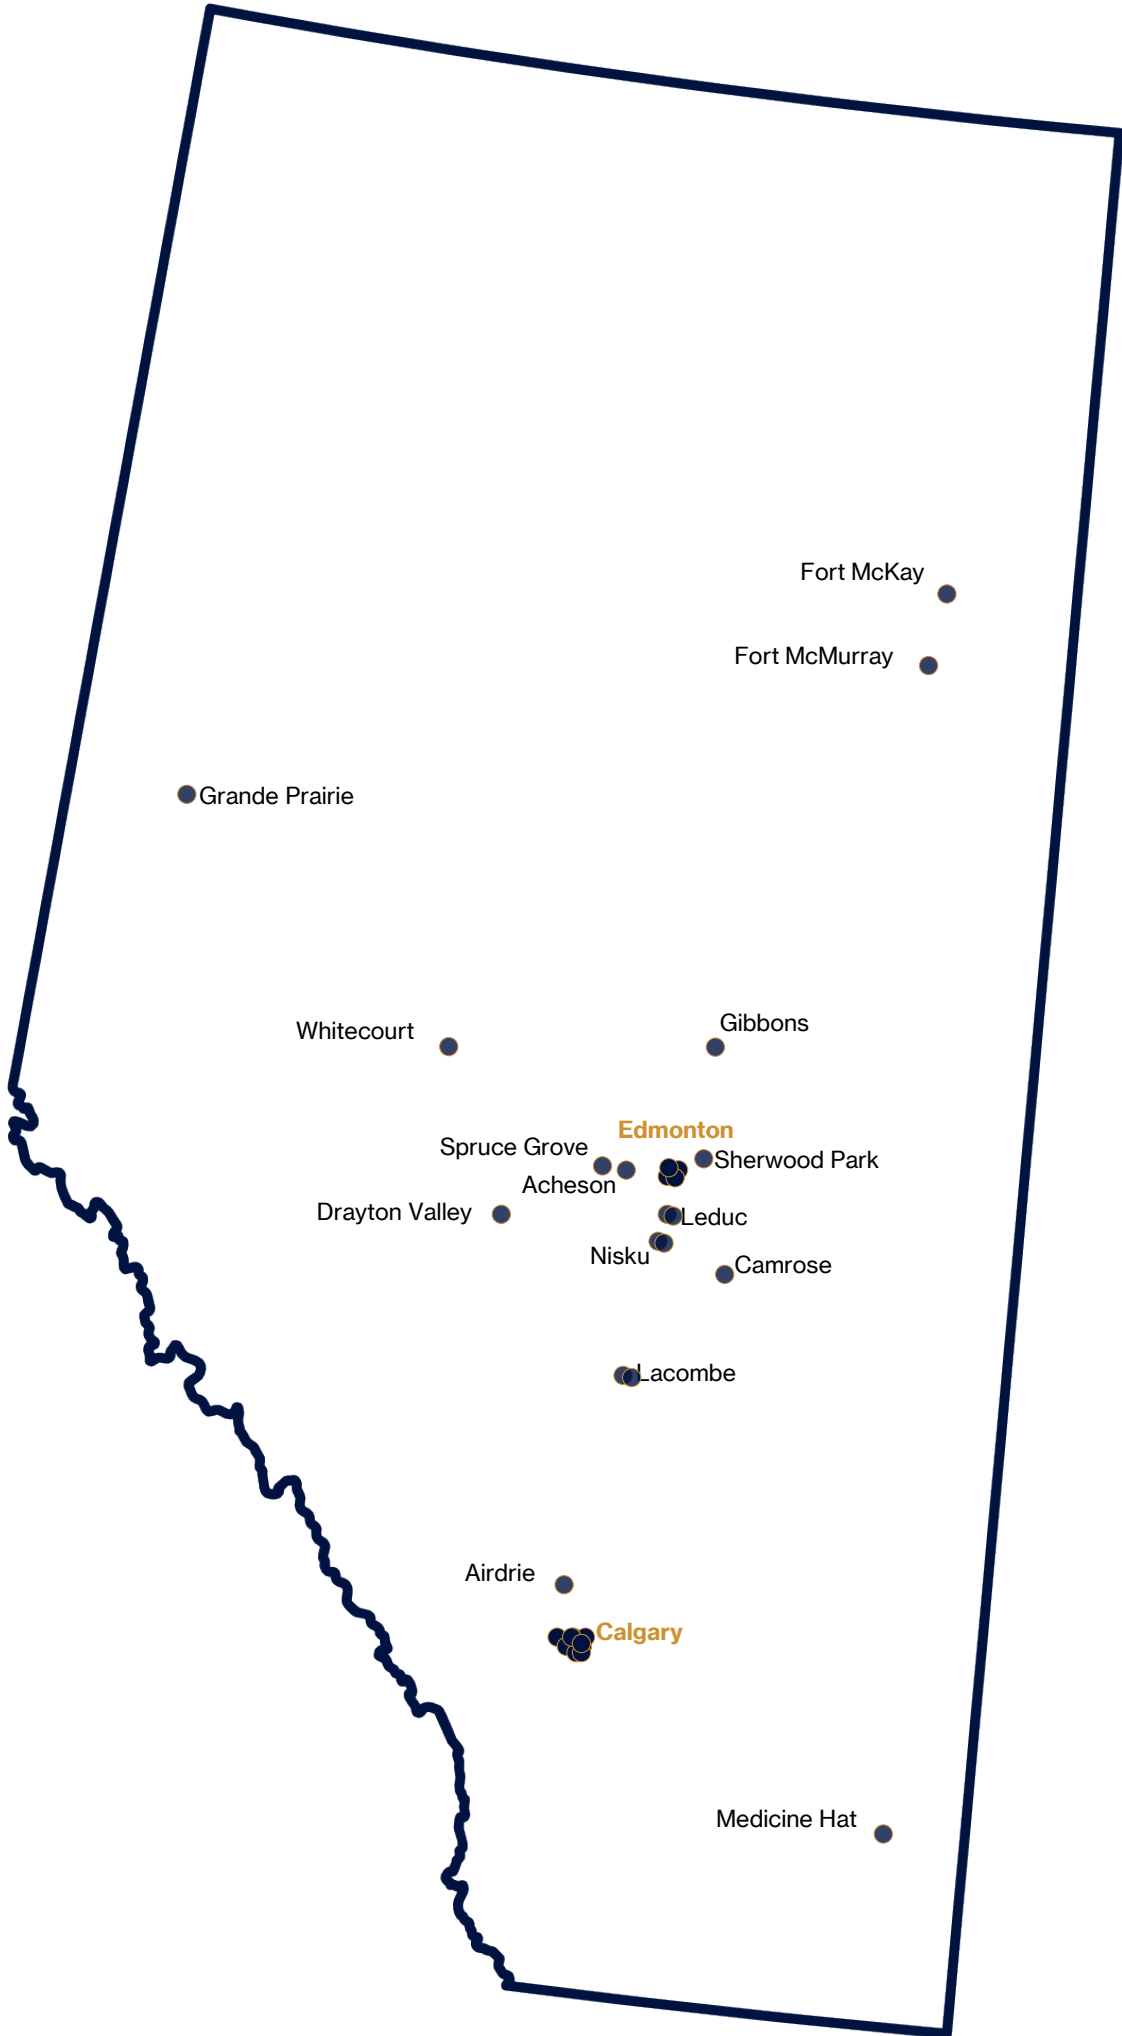 Fort McKay
Fort McMurray
Grande Prairie
Gibbons
Whitecourt
Edmonton
Spruce Grove
Sherwood Park
Acheson
Drayton Valley
Leduc
Nisku
Camrose
Lacombe
Airdrie
Calgary
Medicine Hat